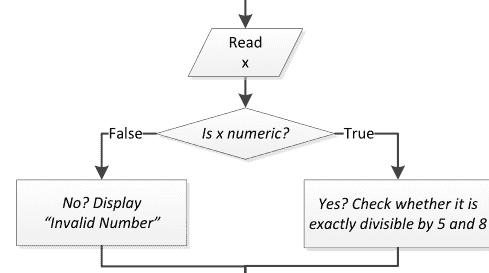 Read
x
Is x numeric?
False
True
No? Display
“Invalid Number”
Yes? Check whether it is
exactly divisible by 5 and 8